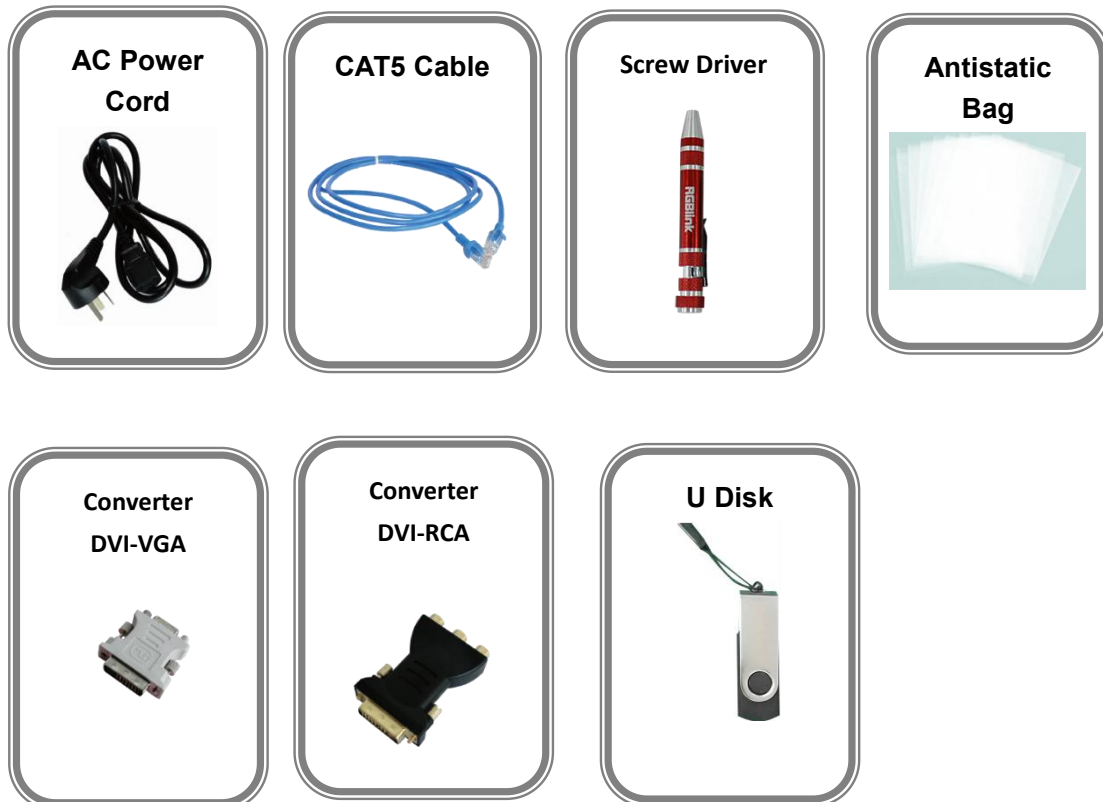 AC Power
Cord
CAT5 Cable
Screw Driver
RGBlink
Antistatic
Bag
Converter
DVI-VGA
Converter
DVI-RCA
U Disk